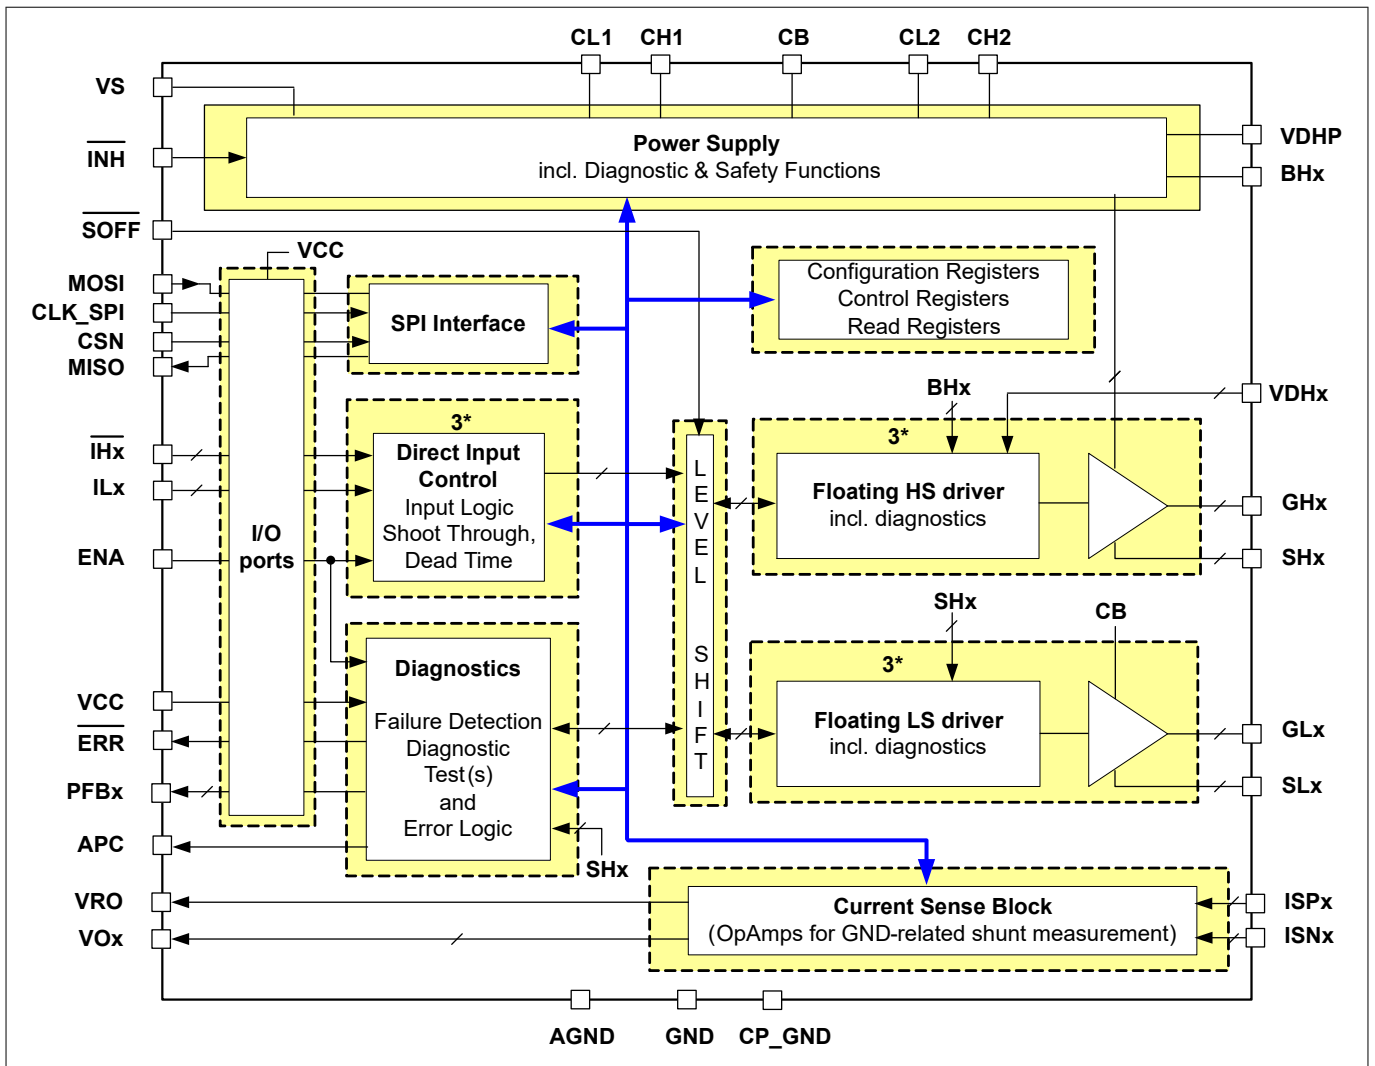 CL1 CH1 CB CL2 CH2
VS
INH
SOFF
MOSI
CLK_SPI
CSN
MISO
IHx
ILx
ENA
VCC
ERR
PFBx
APC
VRO
VOx
Power Supply
incl. Diagnostic & Safety Functions
VDHP
BHx
VCC
I/O
ports
SPI Interface
Configuration Registers
Control Registers
Read Registers
3*
Direct Input
Control
Input Logic
Shoot Through,
Dead Time
Diagnostics
Failure Detection
Diagnostic
Test(s)
and
Error Logic
SHx
LEVEL SHIFT
BHx
VDHx
3*
Floating HS driver
incl. diagnostics
GHx
SHx
SHx
CB
3*
Floating LS driver
incl. diagnostics
GLx
SLx
Current Sense Block
(OpAmps for GND-related shunt measurement)
ISPx
ISNx
AGND GND CP_GND